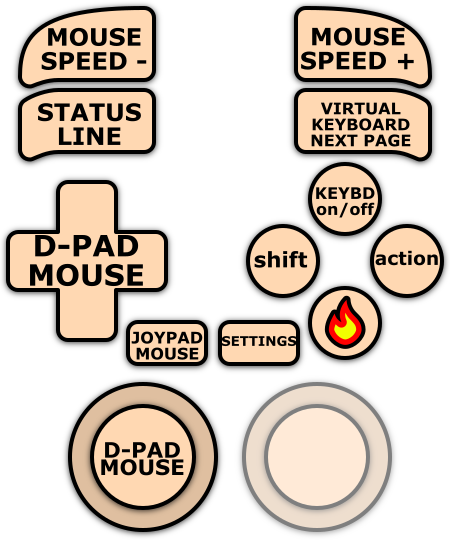 MOUSE
SPEED -
MOUSE
SPEED +
STATUS
LINE
VIRTUAL
KEYBOARD
NEXT PAGE
KEYBD
on/off
D-PAD
MOUSE
shift
action
JOYPAD
MOUSE
SETTINGS
D-PAD
MOUSE